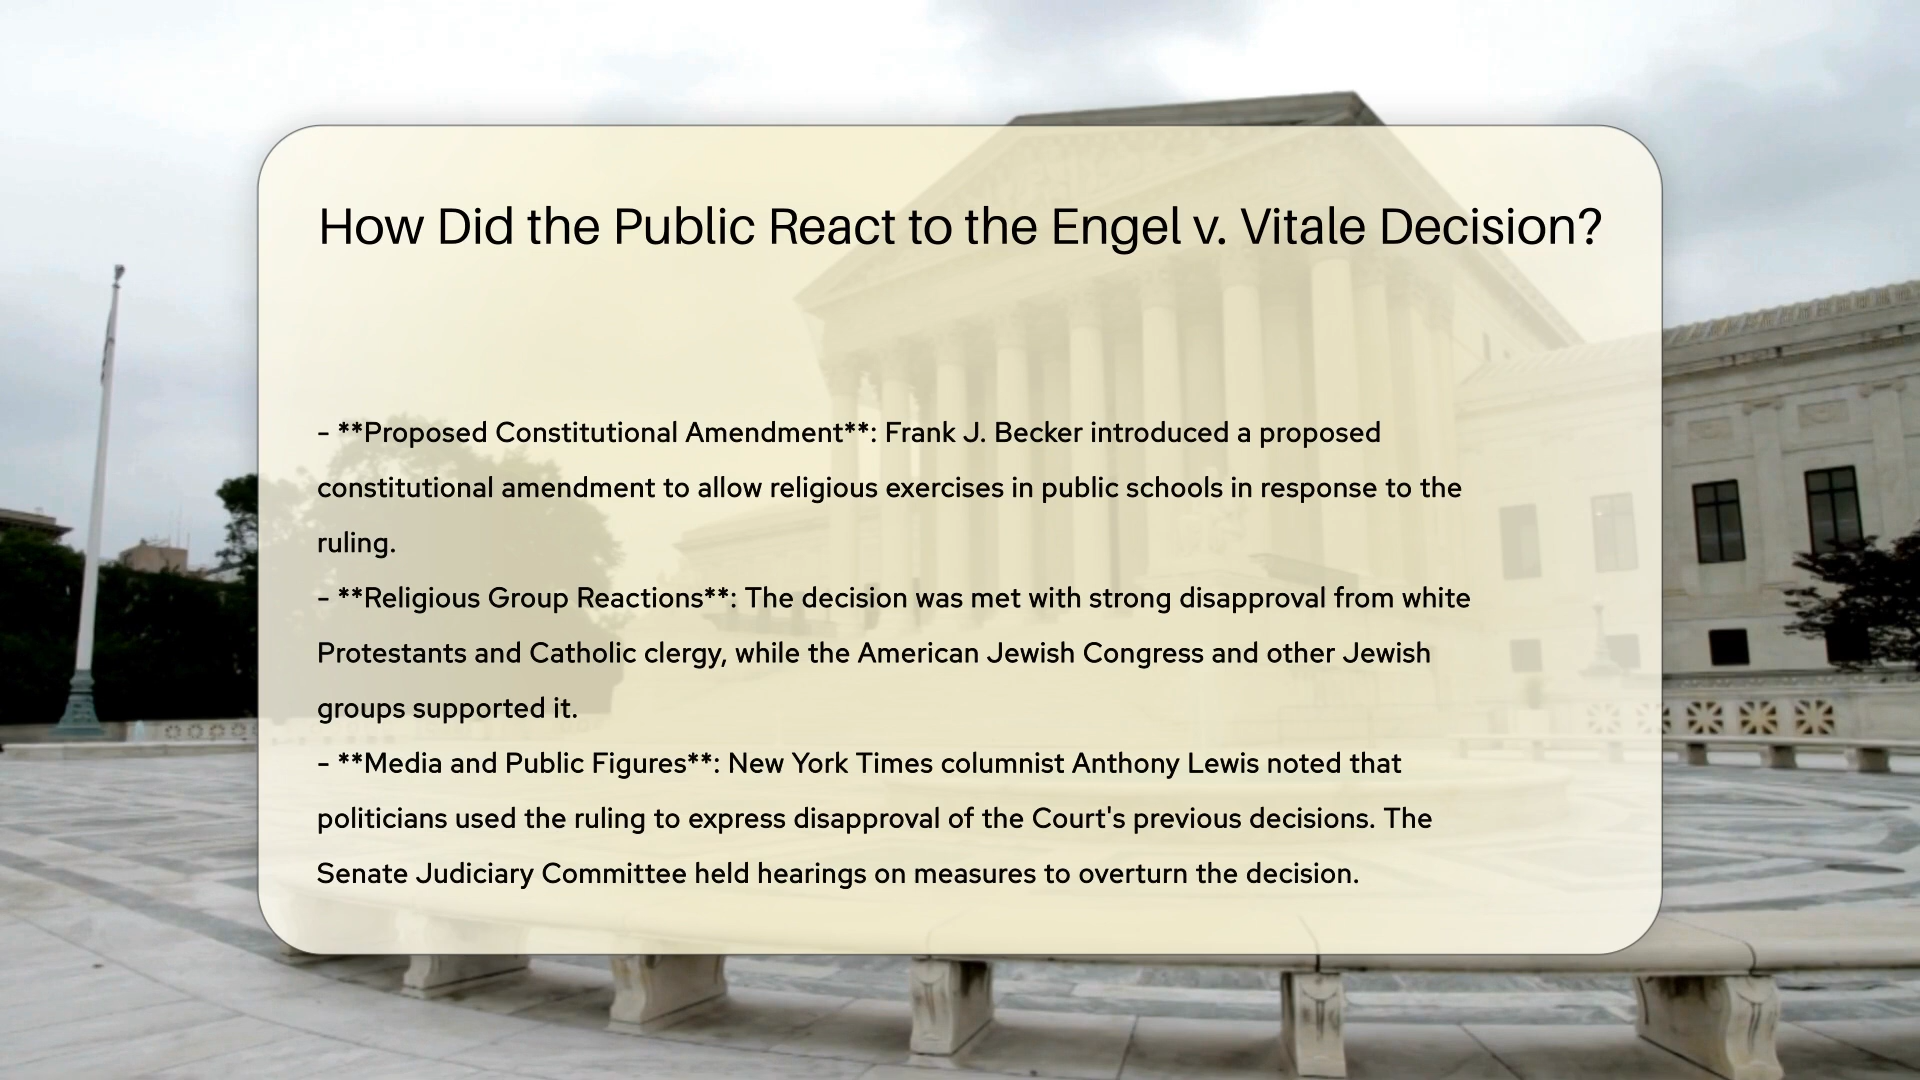 How Did the Public React to the Engel v. Vitale Decision?
- **Proposed Constitutional Amendment**: Frank J. Becker introduced a proposed
constitutional amendment to allow religious exercises in public schools in response to the
ruling.
- **Religious Group Reactions**: The decision was met with strong disapproval from white
Protestants and Catholic clergy, while the American Jewish Congress and other Jewish
groups supported it.
- **Media and Public Figures**: New York Times columnist Anthony Lewis noted that
politicians used the ruling to express disapproval of the Court's previous decisions. The
Senate Judiciary Committee held hearings on measures to overturn the decision.